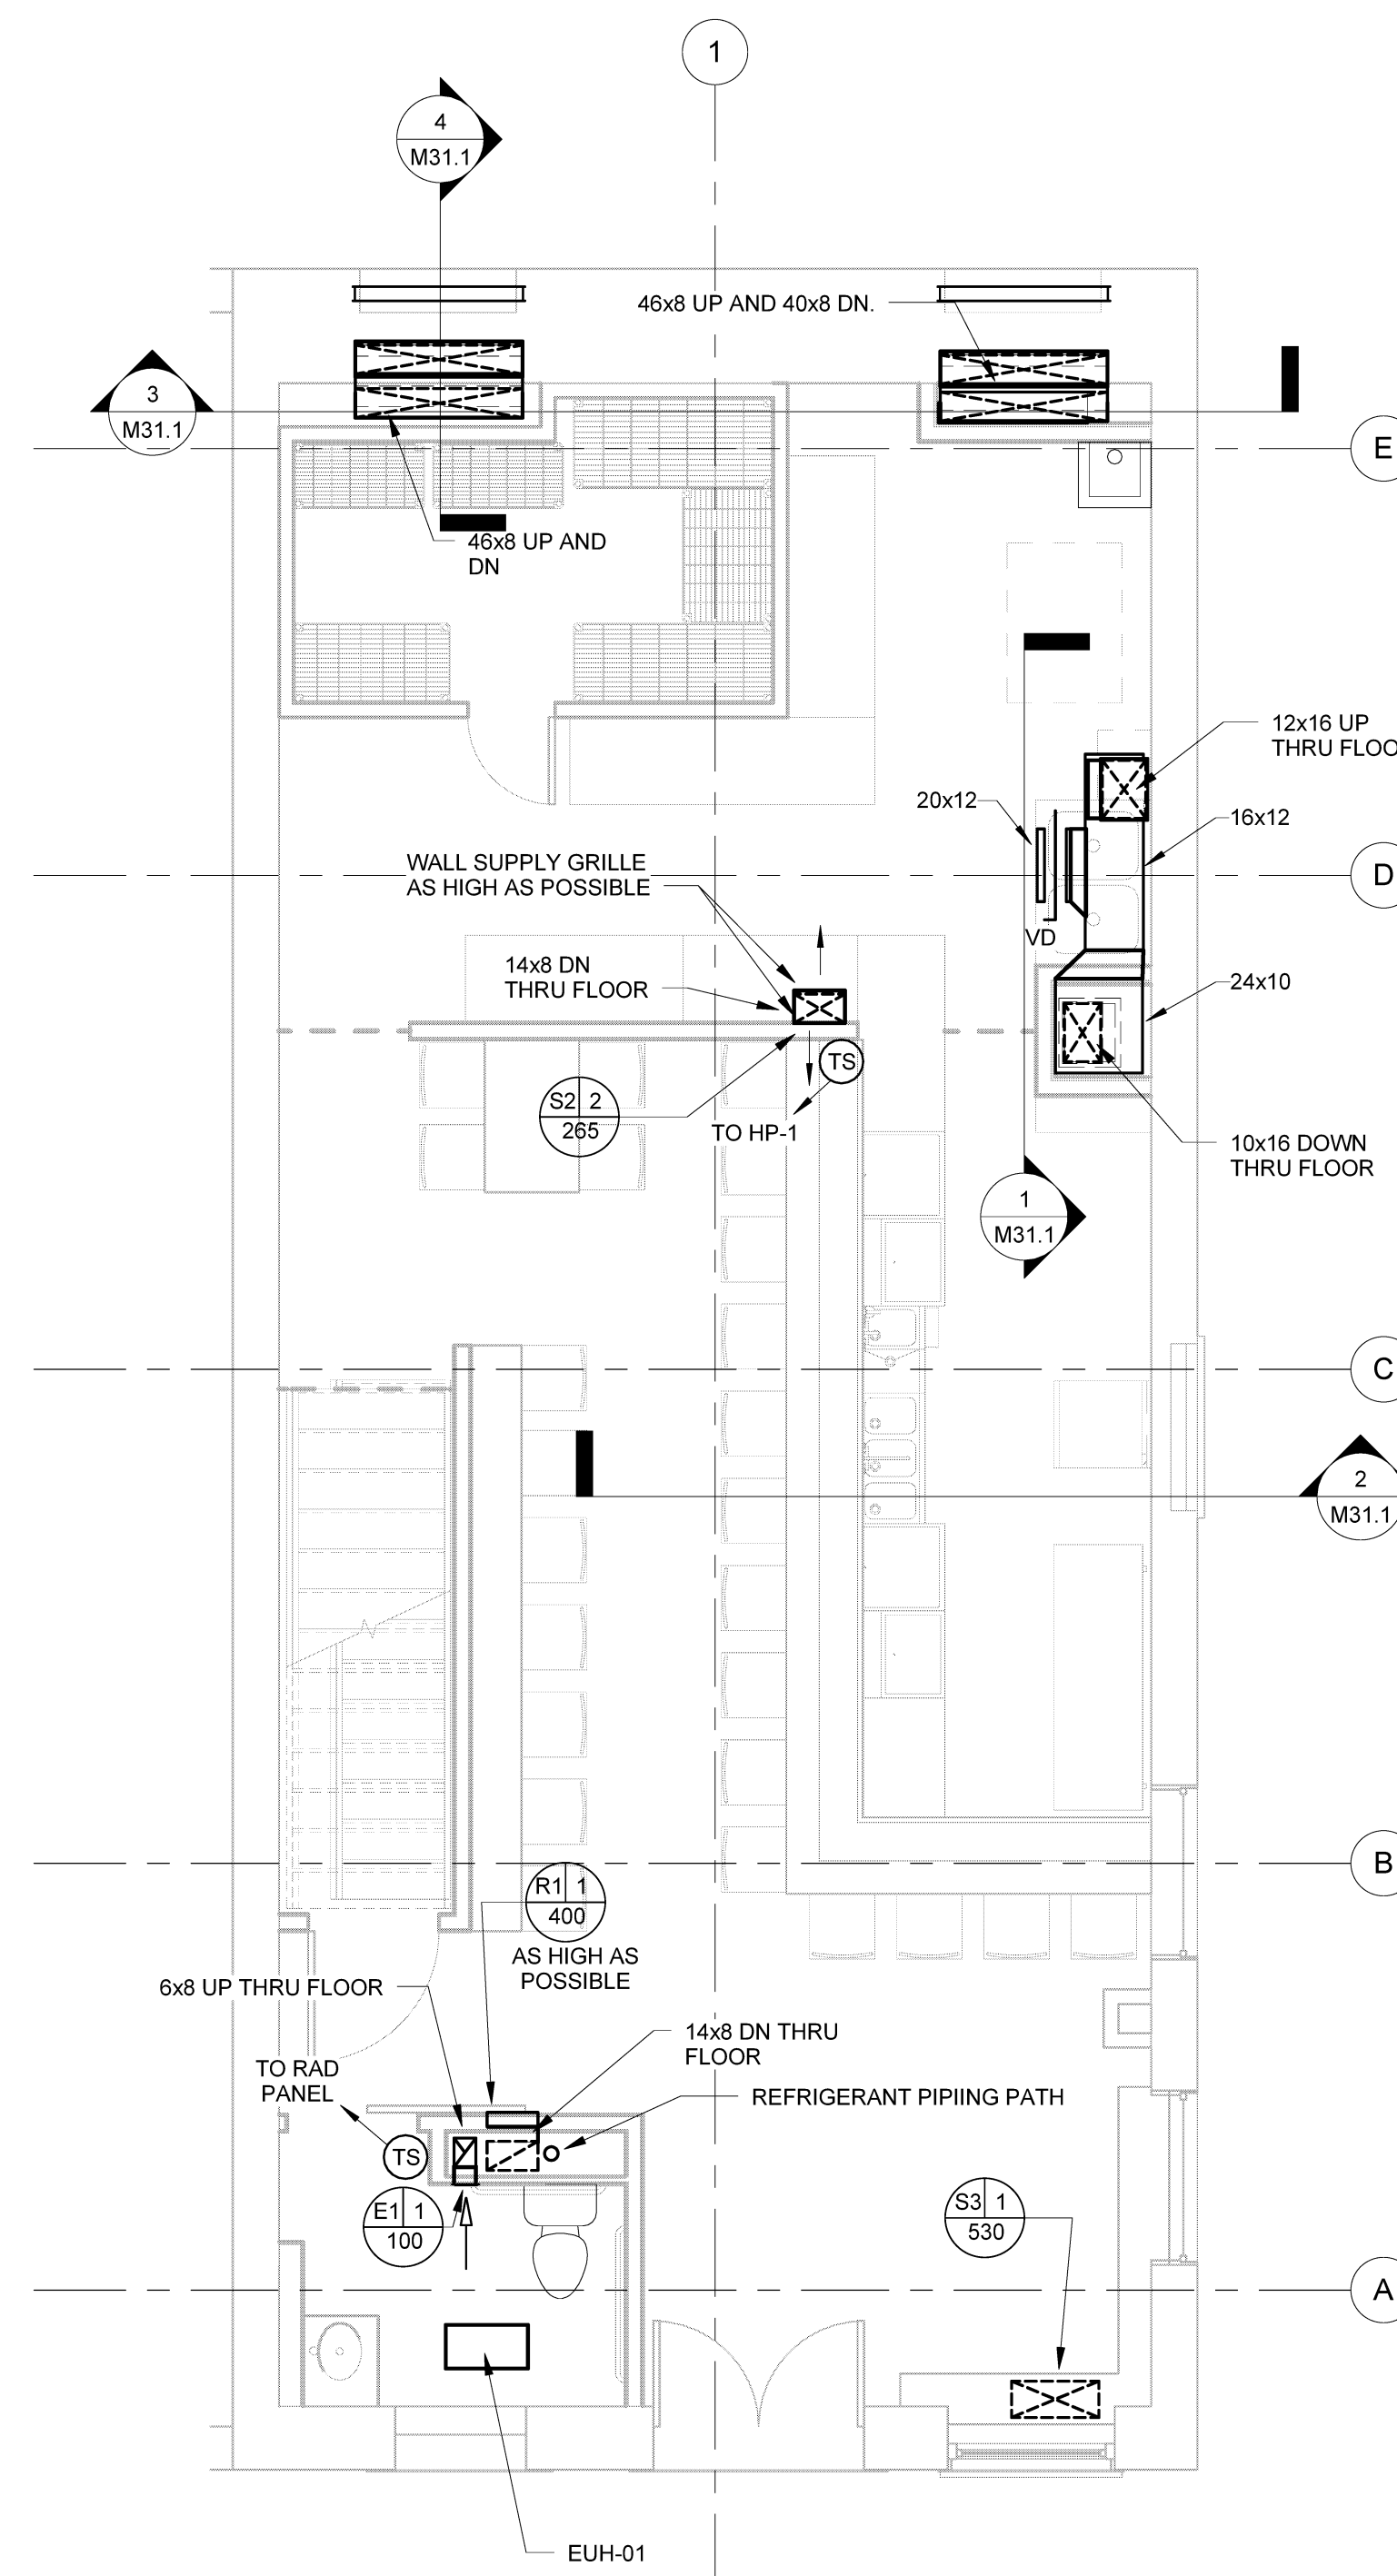 1
4
M31.1
46x8 UP AND 40x8 DN.
3
M31.1
E
46x8 UP AND
DN
12x16 UP
THRU FLOO
20x12
16x12
WALL SUPPLY GRILLE
AS HIGH AS POSSIBLE
D
VD
14x8 DN
THRU FLOOR
24x10
TS
S2 2
265
TO HP-1
10x16 DOWN
THRU FLOOR
1
M31.1
C
2
M31.1
B
R1 1
400
AS HIGH AS
POSSIBLE
6x8 UP THRU FLOOR
14x8 DN THRU
FLOOR
TO RAD
PANEL
REFRIGERANT PIPIING PATH
TS
E1 1
100
S3 1
530
A
EUH-01